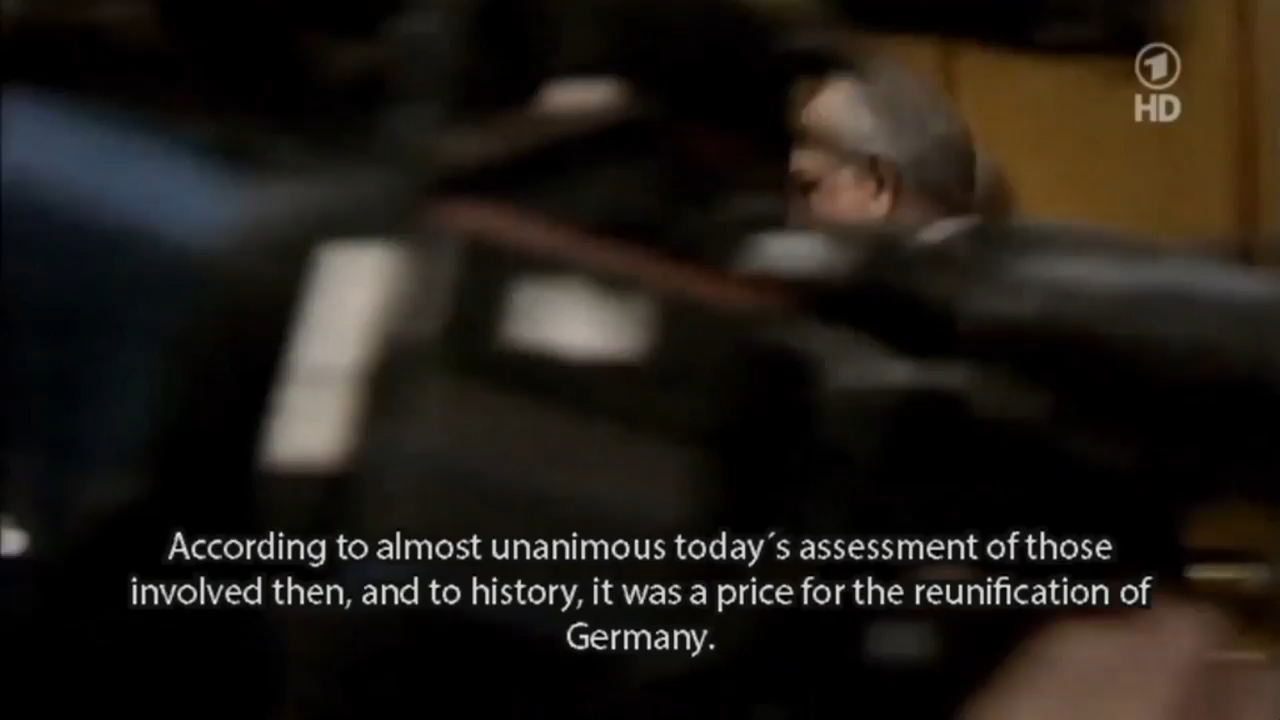 1
HD
According to almost unanimous today´s assessment of those
involved then, and to history, it was a price for the reunification of
Germany.